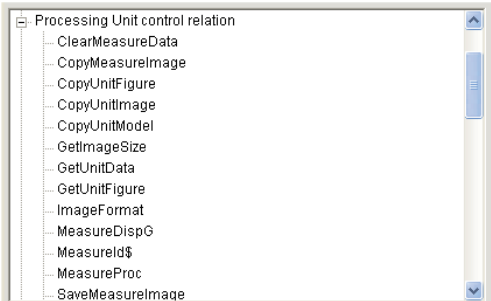 Processing Unit control relation
ClearMeasureData
CopyMeasureImage
CopyUnitFigure
CopyUnitImage
CopyUnitModel
GetImageSize
GetUnitData
GetUnitFigure
ImageFormat
MeasureDispG
MeasureId$
MeasureProc
SaveMeasureImage